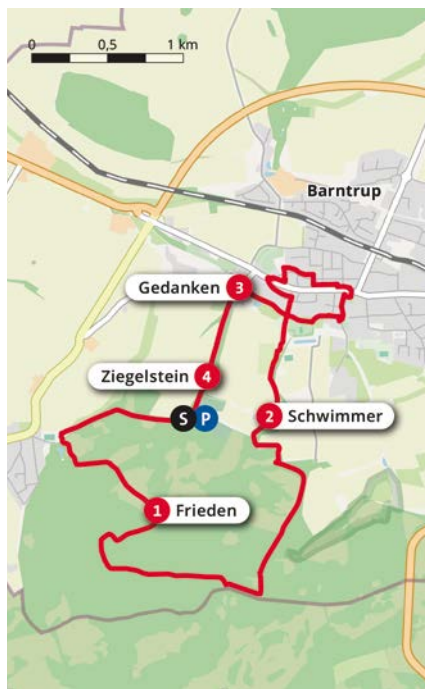 0 0,5 1 km
Barntrup
Gedanken 3
Ziegelstein 4
S P
2 Schwimmer
1 Frieden